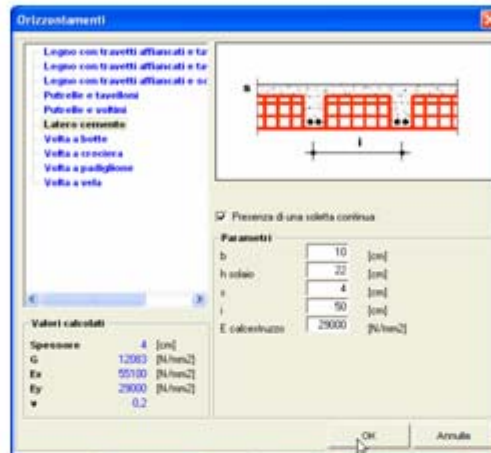 Orizzontamenti
Legno con travetti affiancati e tav
Legno con travetti affiancati e tav
Legno con travetti affiancati e so
Putrelle e tavelloni
Putrelle e voltini
Latero cemento
Volta a botte
Volta a crociera
Volta a padiglione
Volta a vela
s
i
Presenza di una soletta continua
Parametri
b 10 [cm]
h solaio 22 [cm]
s 4 [cm]
i 50 [cm]
E calcestruzzo 29000 [N/mm2]
Valori calcolati
Spessore 4 [cm]
G 12083 [N/mm2]
Ex 55100 [N/mm2]
Ey 29000 [N/mm2]
v 0,2
OK Annulla